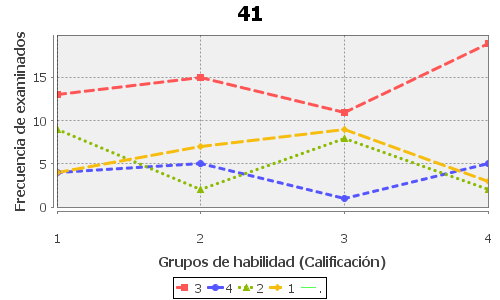 41
Frecuencia de examinados
15
10
5
0
1 2 3 4
Grupos de habilidad (Calificación)
3 4 2 1 .